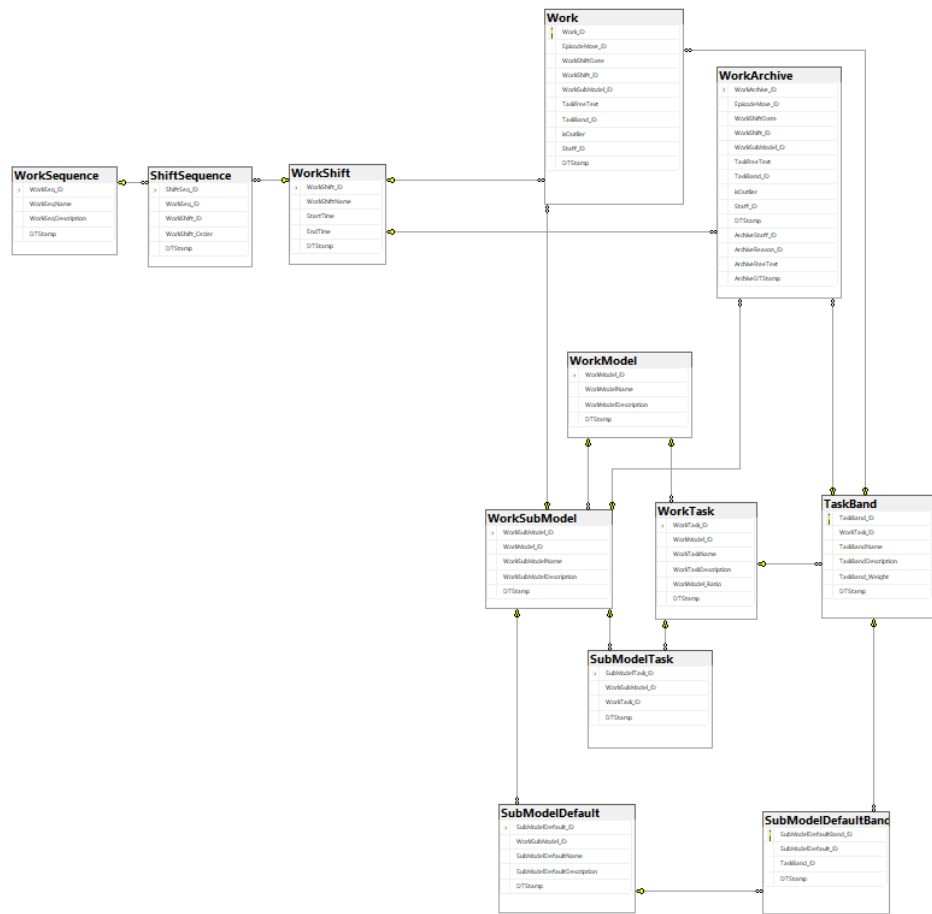 Work
Work_ID
EpisodeMove_ID
WorkShiftDate
WorkShift_ID
WorkSubModel_ID
TaskFreeText
TaskBand_ID
isOutlier
Staff_ID
DTStamp
WorkArchive
WorkArchive_ID
EpisodeMove_ID
WorkShiftDate
WorkShift_ID
WorkSubModel_ID
TaskFreeText
TaskBand_ID
isOutlier
Staff_ID
DTStamp
ArchiveStaff_ID
ArchiveReason_ID
ArchiveFreeText
ArchiveDTStamp
WorkSequence
WorkSeq_ID
WorkSeqName
WorkSeqDescription
DTStamp
ShiftSequence
ShiftSeq_ID
WorkSeq_ID
WorkShift_ID
WorkShift_Order
DTStamp
WorkShift
WorkShift_ID
WorkShiftName
StartTime
EndTime
DTStamp
WorkModel
WorkModel_ID
WorkModelName
WorkModelDescription
DTStamp
WorkSubModel
WorkSubModel_ID
WorkModel_ID
WorkSubModelName
WorkSubModelDescription
DTStamp
WorkTask
WorkTask_ID
WorkModel_ID
WorkTaskName
WorkTaskDescription
WorkModel_Ratio
DTStamp
TaskBand
TaskBand_ID
WorkTask_ID
TaskBandName
TaskBandDescription
TaskBand_Weight
DTStamp
SubModelTask
SubModelTask_ID
WorkSubModel_ID
WorkTask_ID
DTStamp
SubModelDefault
SubModelDefault_ID
WorkSubModel_ID
SubModelDefaultName
SubModelDefaultDescription
DTStamp
SubModelDefaultBand
SubModelDefaultBand_ID
SubModelDefault_ID
TaskBand_ID
DTStamp